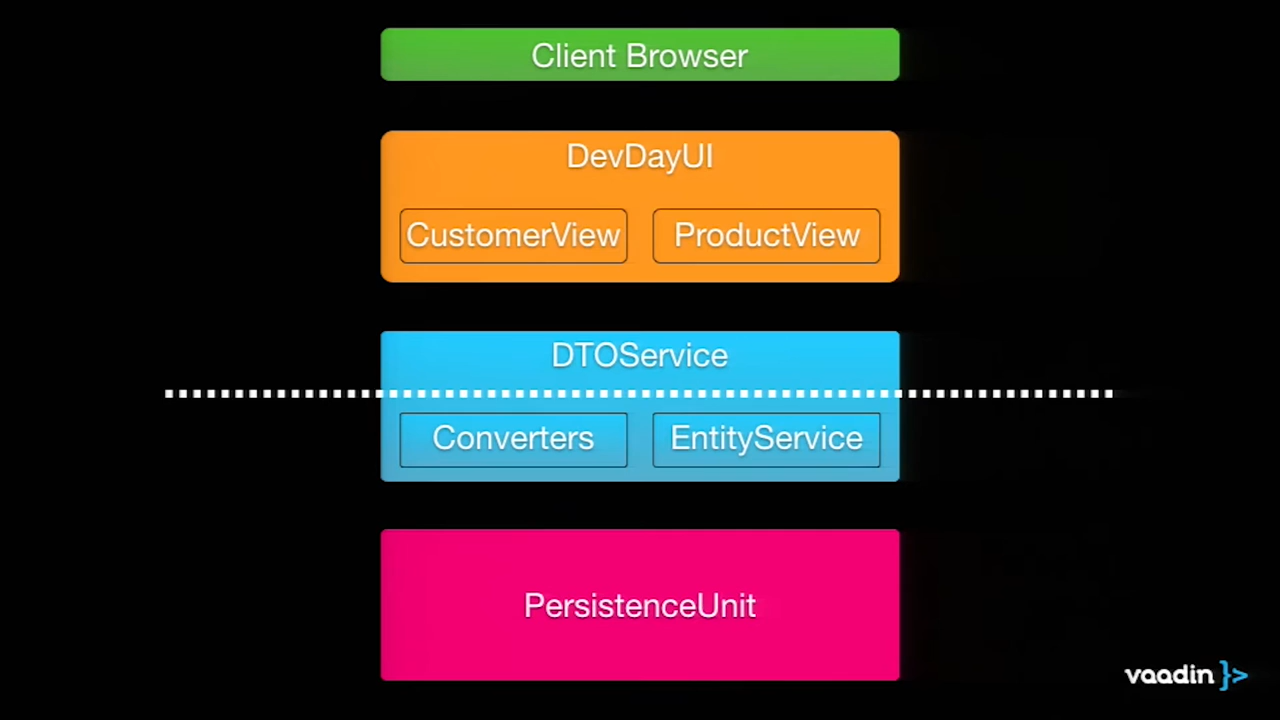 Client Browser
DevDayUI
CustomerView
ProductView
DTOService
Converters
EntityService
PersistenceUnit
vaadin }>